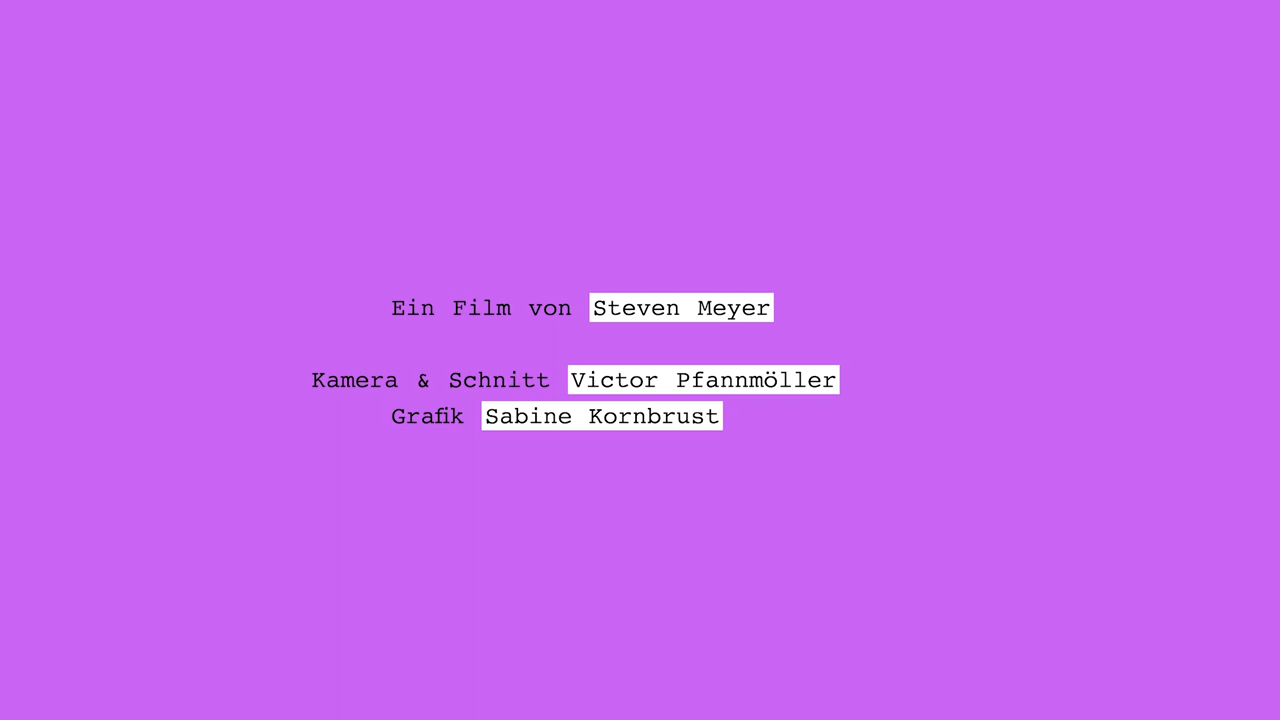 Ein Film von Steven Meyer
Kamera & Schnitt Victor Pfannmöller
Grafik Sabine Kornbrust